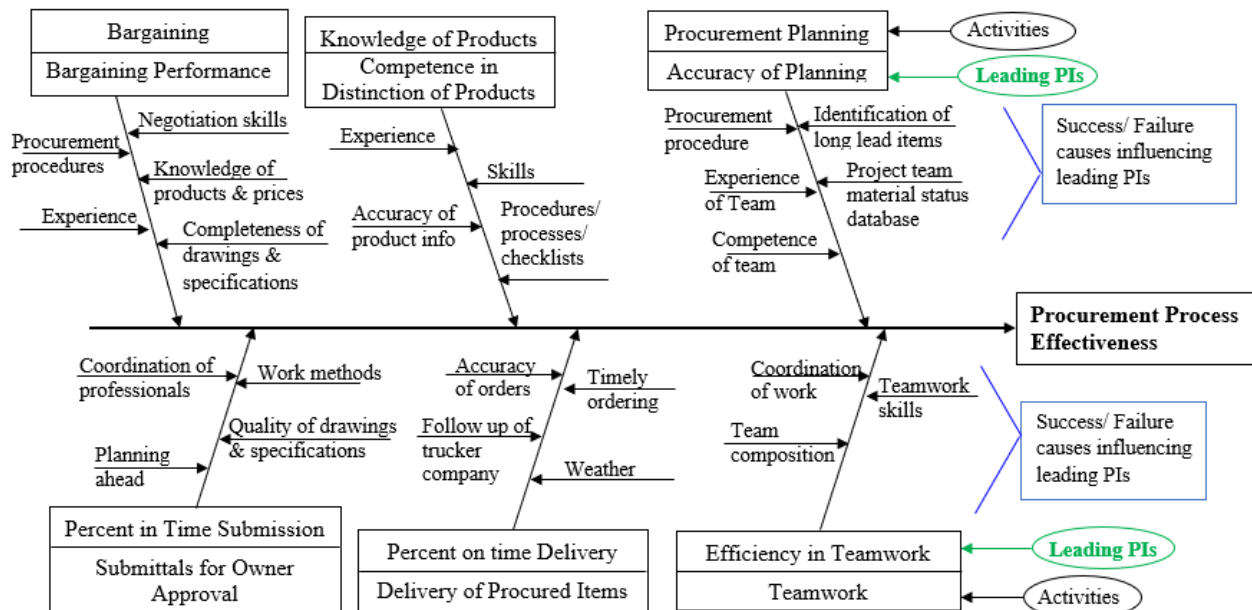 Bargaining
Bargaining Performance
Knowledge of Products
Competence in
Distinction of Products
Procurement Planning
Accuracy of Planning
Activities
Leading PIs
Negotiation skills
Procurement
procedures
Knowledge of
products & prices
Experience
Completeness of
drawings &
specifications
Experience
Skills
Accuracy of
product info
Procedures/
processes/
checklists
Procurement
procedure
Identification of
long lead items
Experience
of Team
Project team
material status
database
Competence
of team
Success/ Failure
causes influencing
leading PIs
Procurement Process
Effectiveness
Coordination of
professionals
Work methods
Quality of drawings
& specifications
Planning
ahead
Accuracy
of orders
Timely
ordering
Follow up of
trucker
company
Weather
Coordination
of work
Teamwork
skills
Team
composition
Success/ Failure
causes influencing
leading PIs
Percent in Time Submission
Submittals for Owner
Approval
Percent on time Delivery
Delivery of Procured Items
Efficiency in Teamwork
Teamwork
Leading PIs
Activities